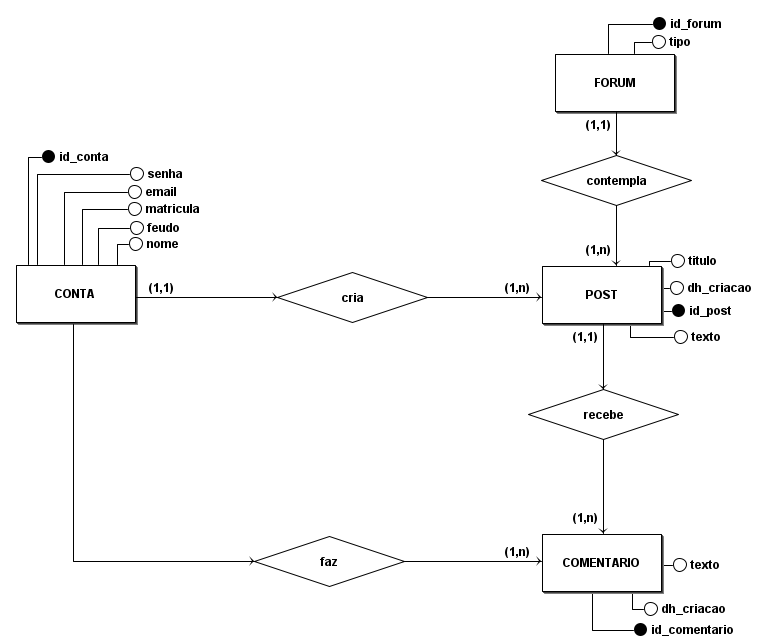 id_forum
tipo
FORUM
(1,1)
contempla
(1,n)
id_conta
senha
email
matricula
feudo
nome
CONTA
(1,1)
cria
(1,n)
POST
titulo
dh_criacao
id_post
texto
(1,1)
recebe
(1,n)
faz
(1,n)
COMENTARIO
texto
dh_criacao
id_comentario